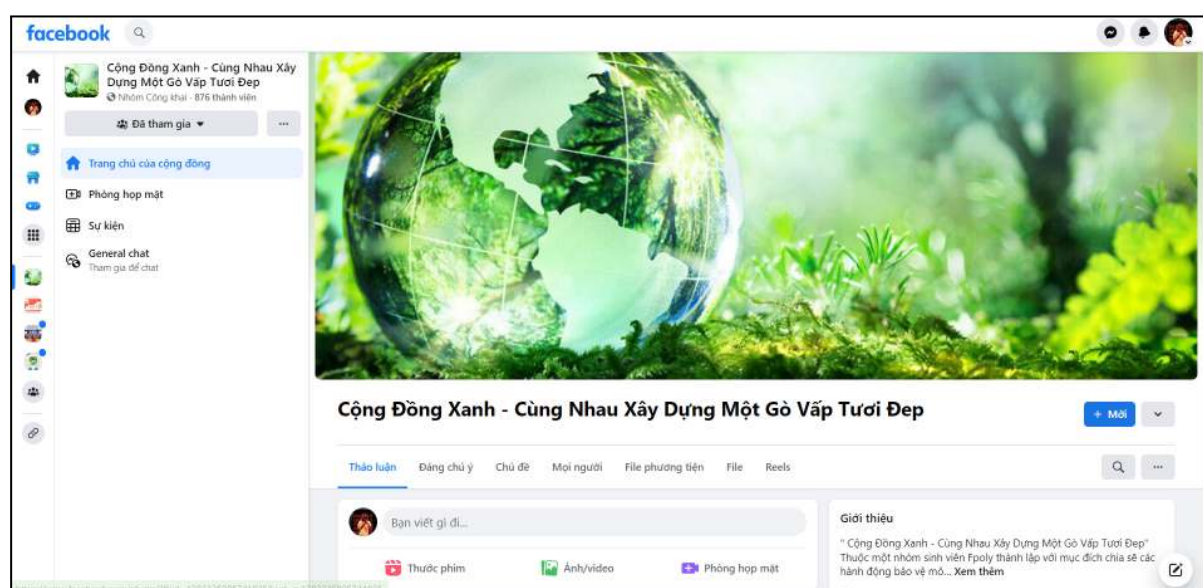 facebook
Cộng Đồng Xanh - Cùng Nhau Xây
Dựng Một Gò Vấp Tươi Đep
Nhóm Công khai · 876 thành viên
Đã tham gia
Trang chủ của cộng đồng
Phòng họp mặt
Sự kiện
General chat
Tham gia để chat
Cộng Đồng Xanh - Cùng Nhau Xây Dựng Một Gò Vấp Tươi Đep
+ Mời
Thảo luận Đáng chú ý Chủ đề Mọi người File phương tiện File Reels
Bạn viết gì đi...
Thước phim Ảnh/video Phòng họp mặt
Giới thiệu
" Cộng Đồng Xanh - Cùng Nhau Xây Dựng Một Gò Vấp Tươi Đep"
Thuộc một nhóm sinh viên Fpoly thành lập với mục đích chia sẽ các
hành động bảo vệ mô... Xem thêm